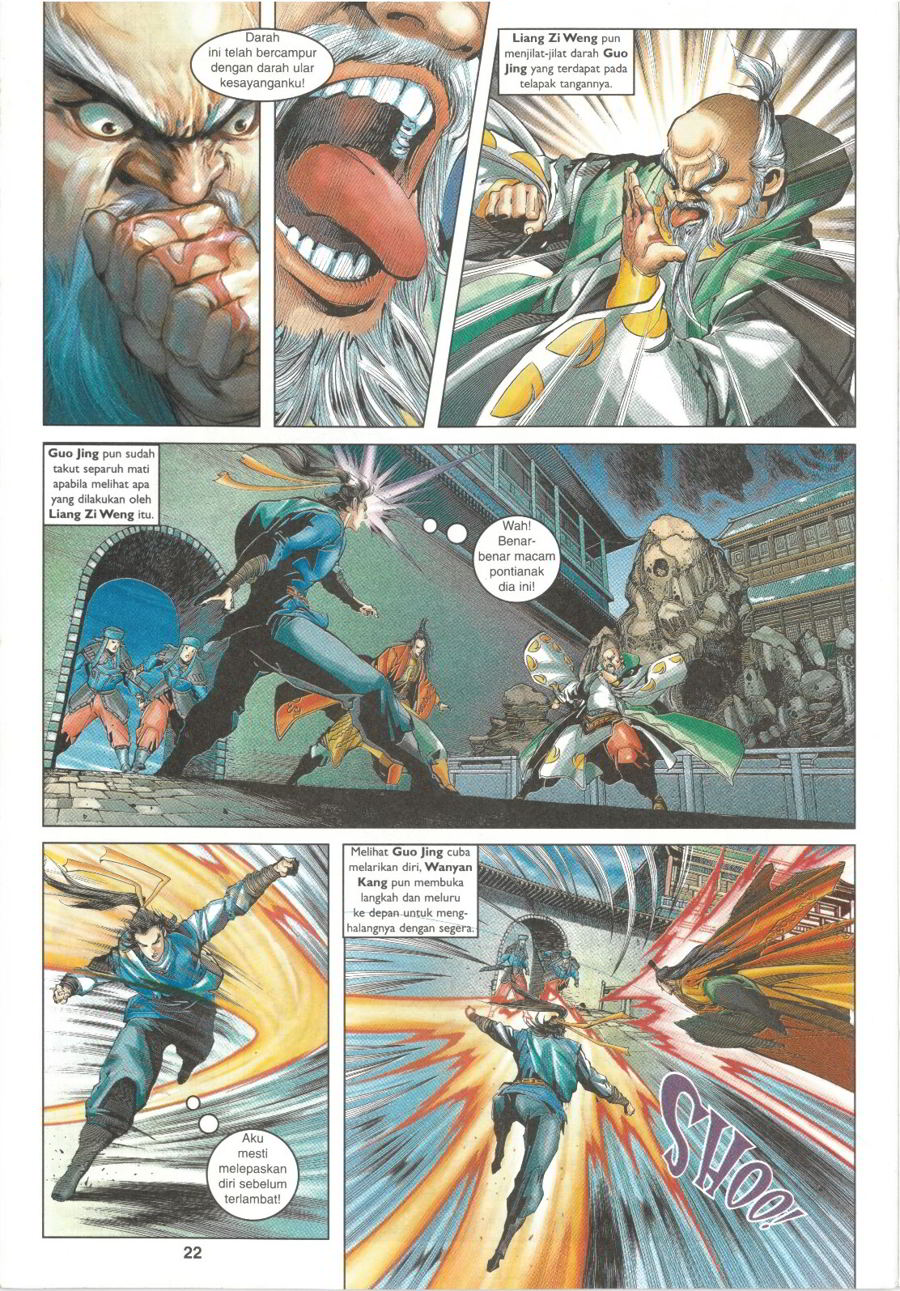 Darah
ini telah bercampur
dengan darah ular
kesayanganku!
Liang Zi Weng pun
menjilat-jilat darah Guo
Jing yang terdapat pada
telapak tangannya.
Guo Jing pun sudah
takut separuh mati
apabila melihat apa
yang dilakukan oleh
Liang Zi Weng itu.
Wah!
Benar-
benar macam
pontianak
dia ini!
Aku
mesti
melepaskan
diri sebelum
terlambat!
Melihat Guo Jing cuba
melarikan diri, Wanyan
Kang pun membuka
langkah dan meluru
ke depan untuk meng-
halangnya dengan segera.
SHOO!
22